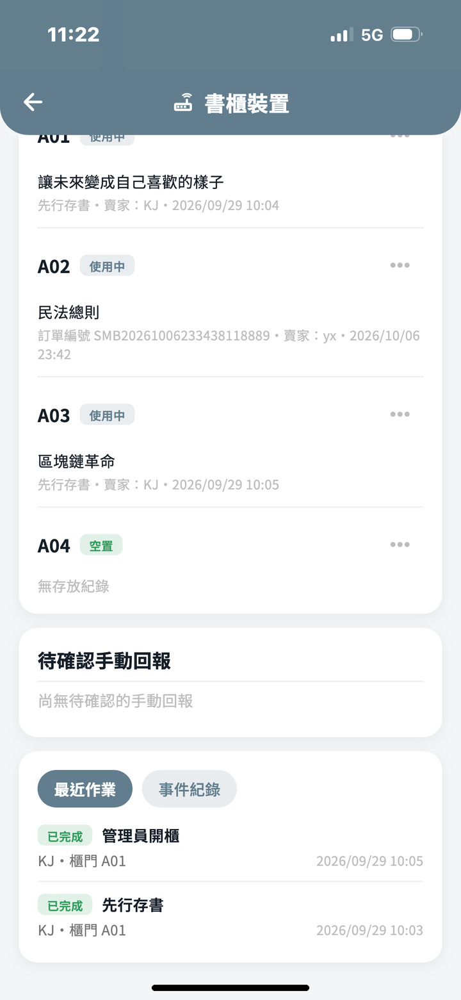 11:22
5G
書櫃裝置
A01 使用中
讓未來變成自己喜歡的樣子
先行存書・賣家：KJ・2026/09/29 10:04
A02 使用中
民法總則
訂單編號 SMB20261006233438118889・賣家：yx・2026/10/06
23:42
A03 使用中
區塊鏈革命
先行存書・賣家：KJ・2026/09/29 10:05
A04 空置
無存放紀錄
待確認手動回報
尚無待確認的手動回報
最近作業 事件紀錄
已完成 管理員開櫃
KJ・櫃門 A01 2026/09/29 10:05
已完成 先行存書
KJ・櫃門 A01 2026/09/29 10:03